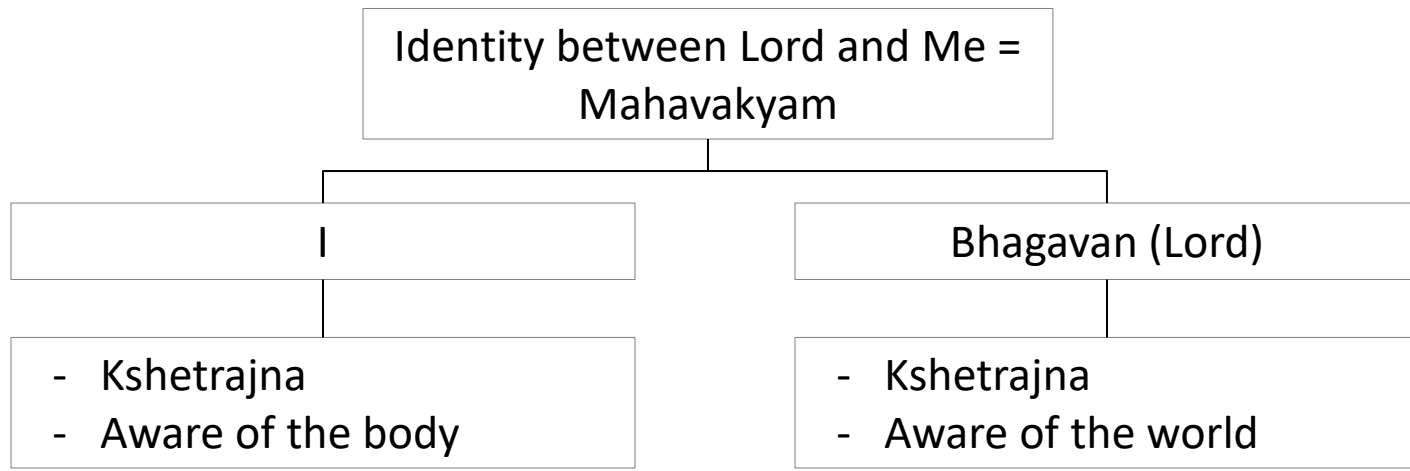 Identity between Lord and Me =
Mahavakyam
I
Bhagavan (Lord)
- Kshetrajna
- Aware of the body
- Kshetrajna
- Aware of the world